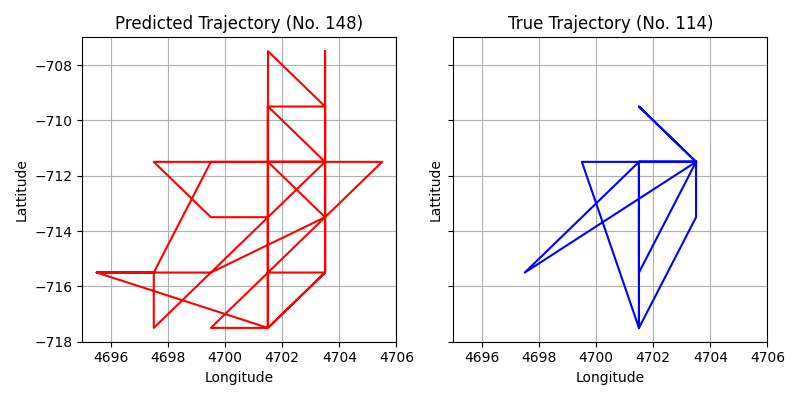 Predicted Trajectory (No. 148)
True Trajectory (No. 114)
−708
−710
−712
−714
−716
−718
Lattitude
Lattitude
4696 4698 4700 4702 4704 4706
4696 4698 4700 4702 4704 4706
Longitude
Longitude